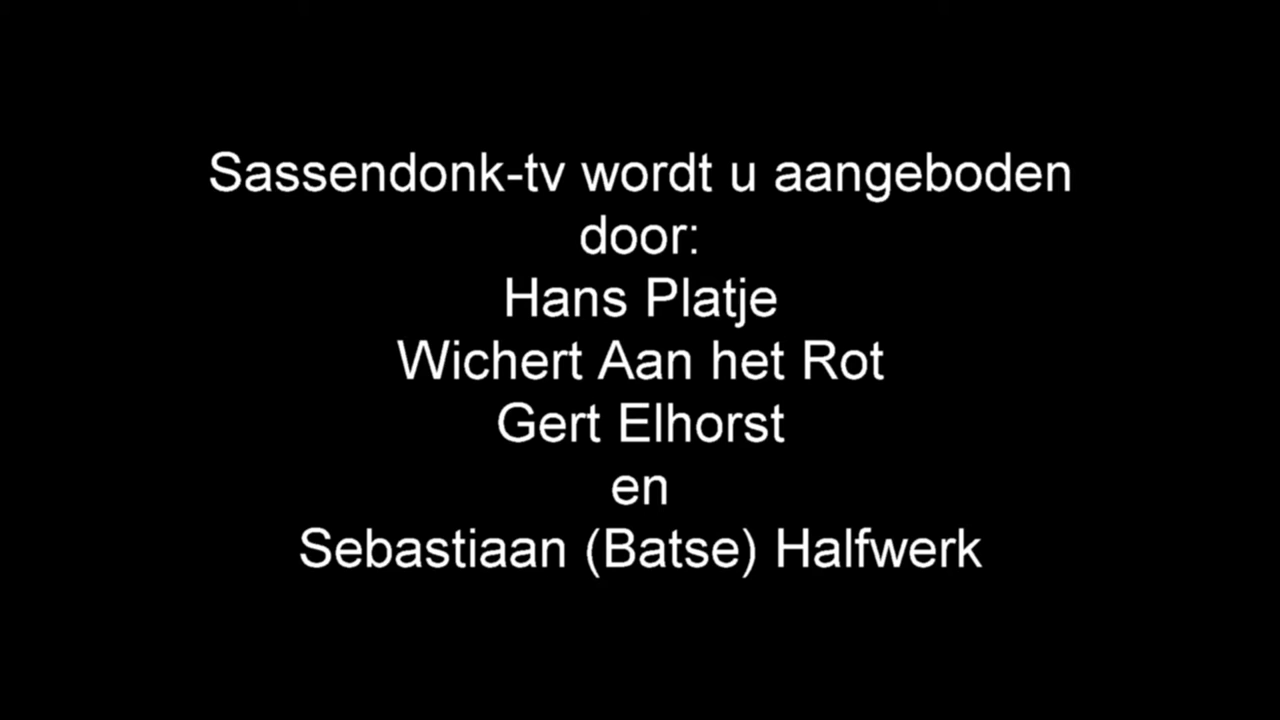 Sassendonk-tv wordt u aangeboden
door:
Hans Platje
Wichert Aan het Rot
Gert Elhorst
en
Sebastiaan (Batse) Halfwerk